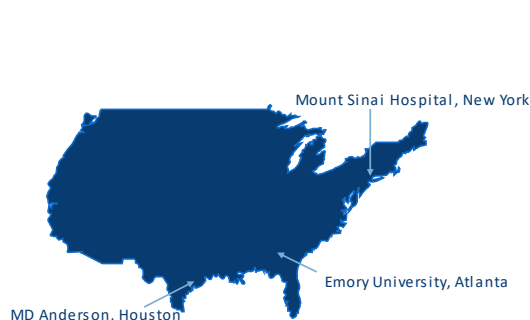 Mount Sinai Hospital, New York
Emory University, Atlanta
MD Anderson, Houston